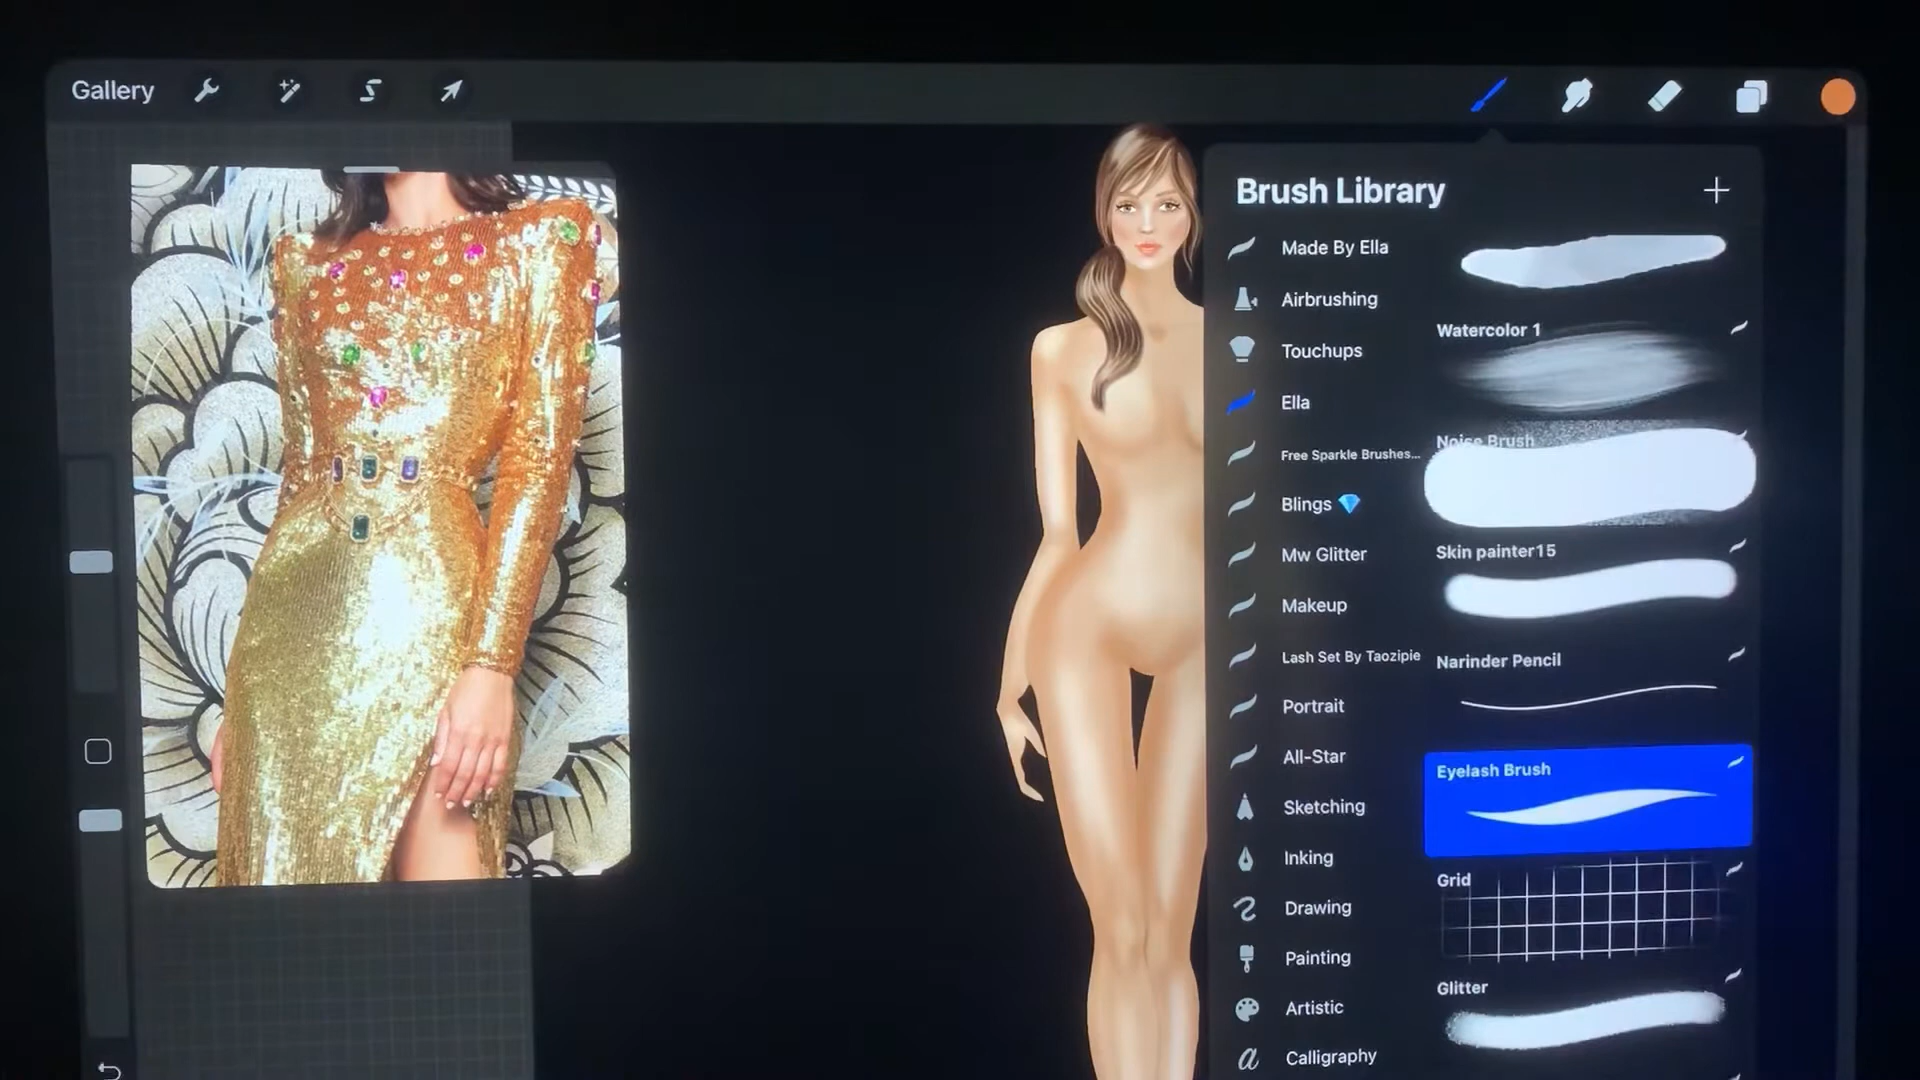 Gallery
Brush Library
Made By Ella
Airbrushing
Touchups
Ella
Free Sparkle Brushes...
Blings 💎
Mw Glitter
Makeup
Lash Set By Taozipie
Portrait
All-Star
Sketching
Inking
Drawing
Painting
Artistic
Calligraphy
Watercolor 1
Noise Brush
Skin painter15
Narinder Pencil
Eyelash Brush
Grid
Glitter